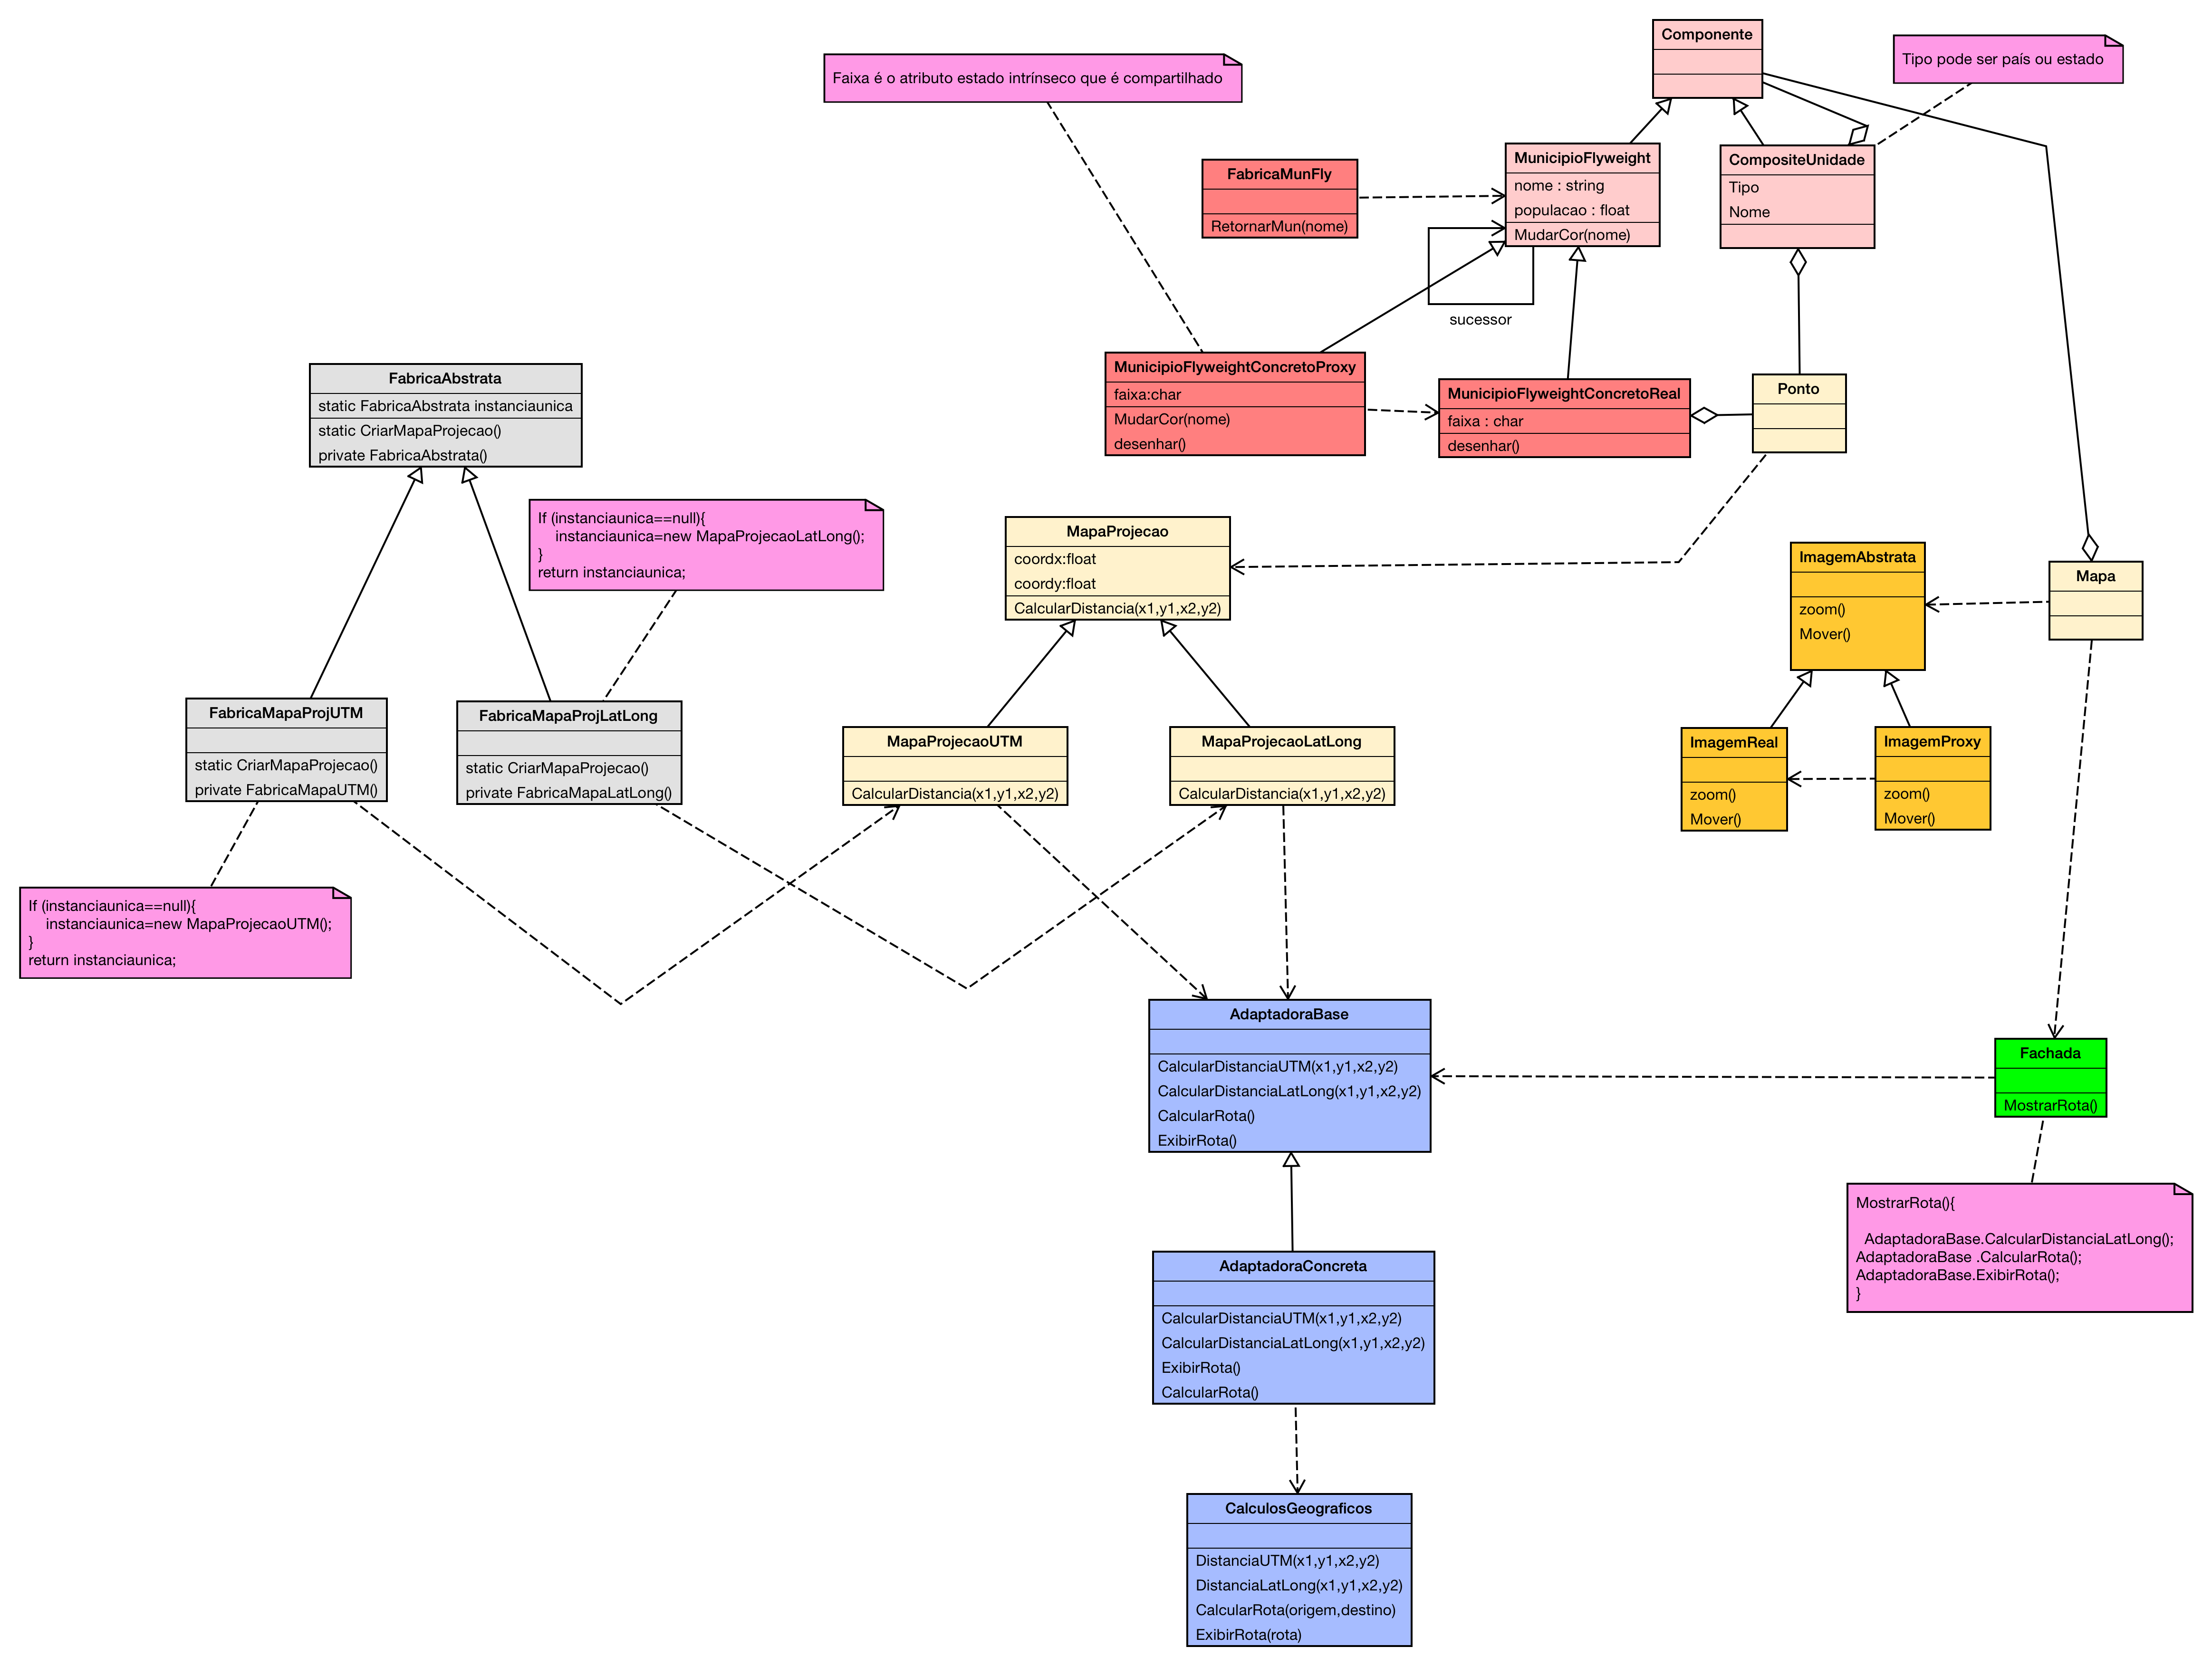 Componente
Tipo pode ser país ou estado
Faixa é o atributo estado intrínseco que é compartilhado
FabricaMunFly
RetornarMun(nome)
MunicipioFlyweight
nome : string
populacao : float
MudarCor(nome)
CompositeUnidade
Tipo
Nome
sucessor
FabricaAbstrata
static FabricaAbstrata instanciaunica
static CriarMapaProjecao()
private FabricaAbstrata()
MunicipioFlyweightConcretoProxy
faixa:char
MudarCor(nome)
desenhar()
MunicipioFlyweightConcretoReal
faixa : char
desenhar()
Ponto
If (instanciaunica==null){
instanciaunica=new MapaProjecaoLatLong();
}
return instanciaunica;
MapaProjecao
coordx:float
coordy:float
CalcularDistancia(x1,y1,x2,y2)
ImagemAbstrata
zoom()
Mover()
Mapa
FabricaMapaProjUTM
static CriarMapaProjecao()
private FabricaMapaUTM()
FabricaMapaProjLatLong
static CriarMapaProjecao()
private FabricaMapaLatLong()
MapaProjecaoUTM
CalcularDistancia(x1,y1,x2,y2)
MapaProjecaoLatLong
CalcularDistancia(x1,y1,x2,y2)
ImagemReal
zoom()
Mover()
ImagemProxy
zoom()
Mover()
If (instanciaunica==null){
instanciaunica=new MapaProjecaoUTM();
}
return instanciaunica;
AdaptadoraBase
CalcularDistanciaUTM(x1,y1,x2,y2)
CalcularDistanciaLatLong(x1,y1,x2,y2)
CalcularRota()
ExibirRota()
Fachada
MostrarRota()
MostrarRota(){
AdaptadoraBase.CalcularDistanciaLatLong();
AdaptadoraBase .CalcularRota();
AdaptadoraBase.ExibirRota();
}
AdaptadoraConcreta
CalcularDistanciaUTM(x1,y1,x2,y2)
CalcularDistanciaLatLong(x1,y1,x2,y2)
ExibirRota()
CalcularRota()
CalculosGeograficos
DistanciaUTM(x1,y1,x2,y2)
DistanciaLatLong(x1,y1,x2,y2)
CalcularRota(origem,destino)
ExibirRota(rota)